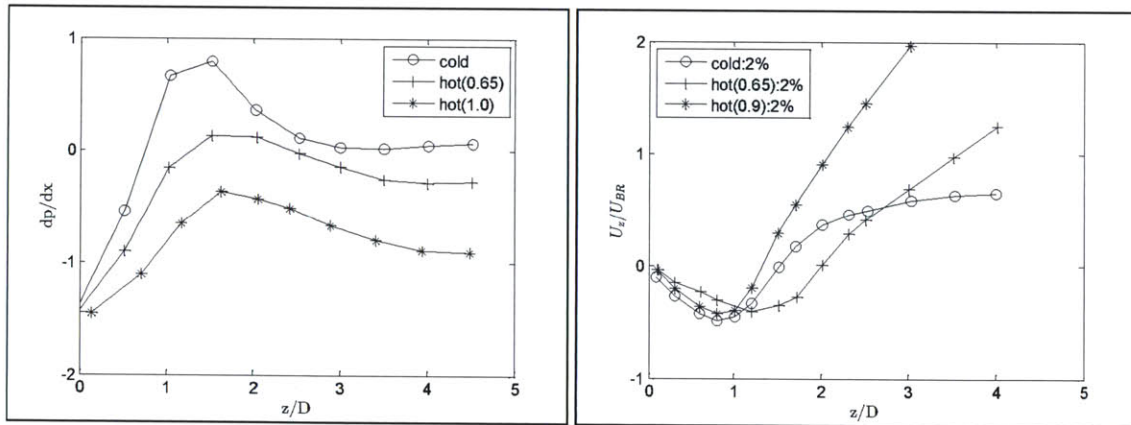 1
0
-1
-2
dp/dx
0
1
2
3
4
5
z/D
cold
hot(0.65)
hot(1.0)
2
1
0
-1
U_z/U_BR
0
1
2
3
4
5
z/D
cold:2%
hot(0.65):2%
hot(0.9):2%